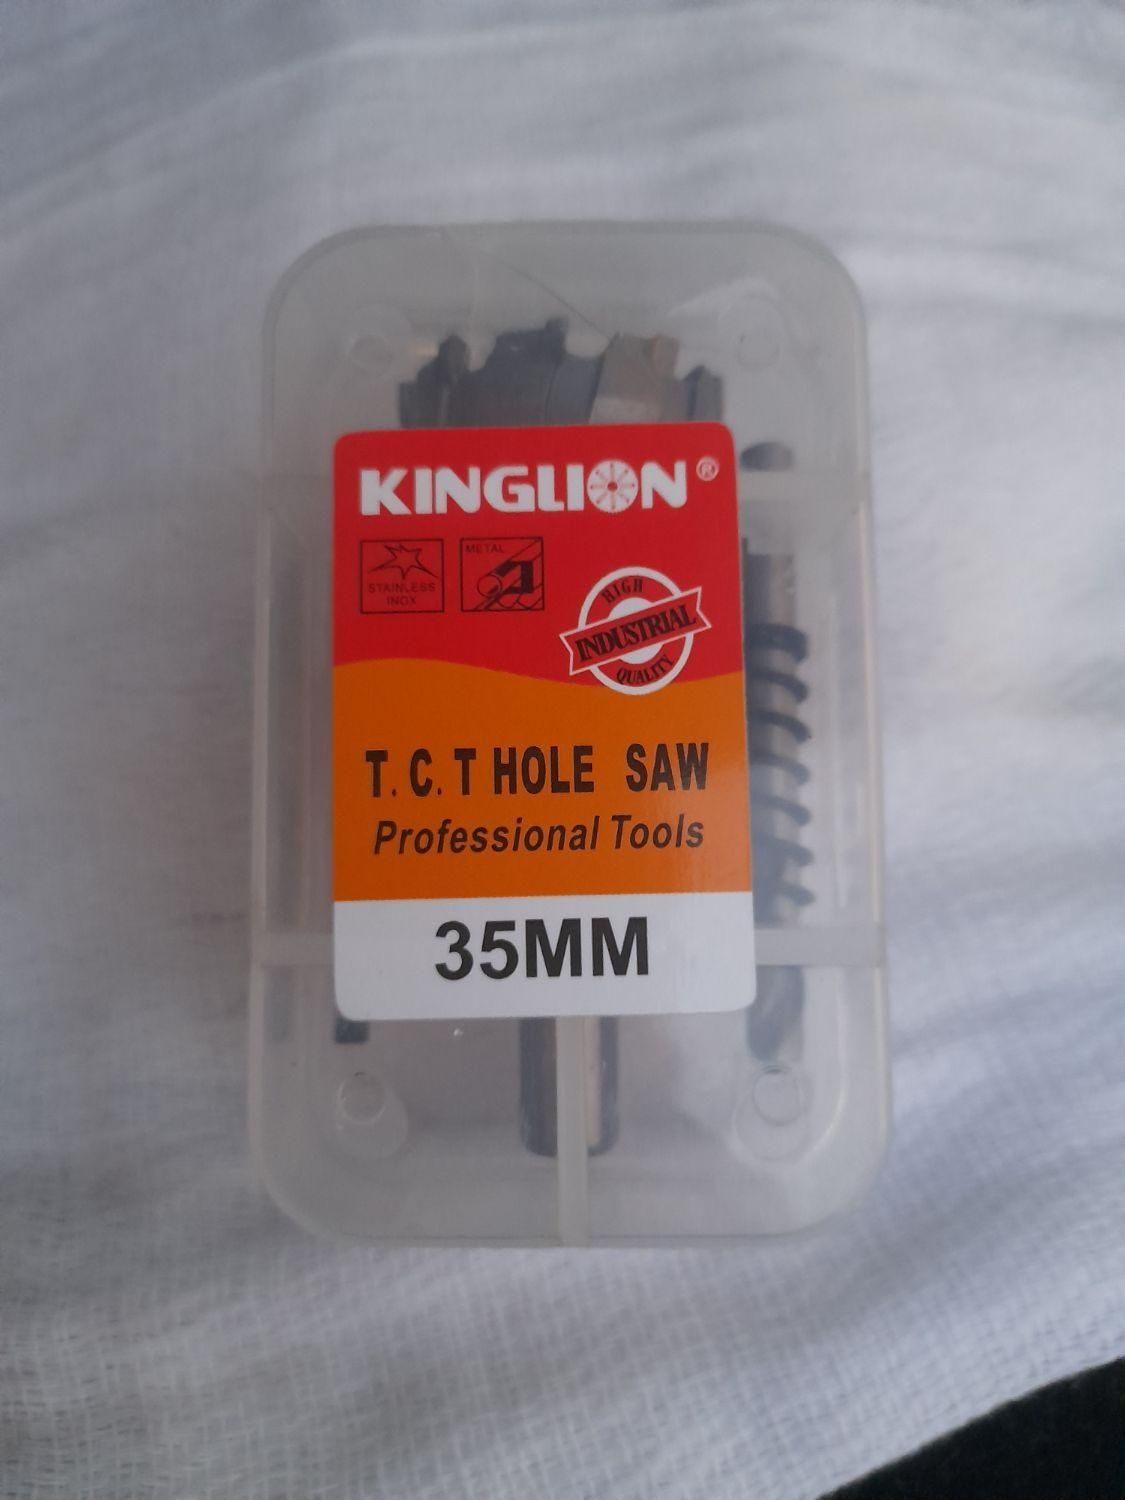 KINGLION®
STAINLESS
INOX
METAL
HIGH
INDUSTRIAL
QUALITY
T.C.T HOLE SAW
Professional Tools
35MM